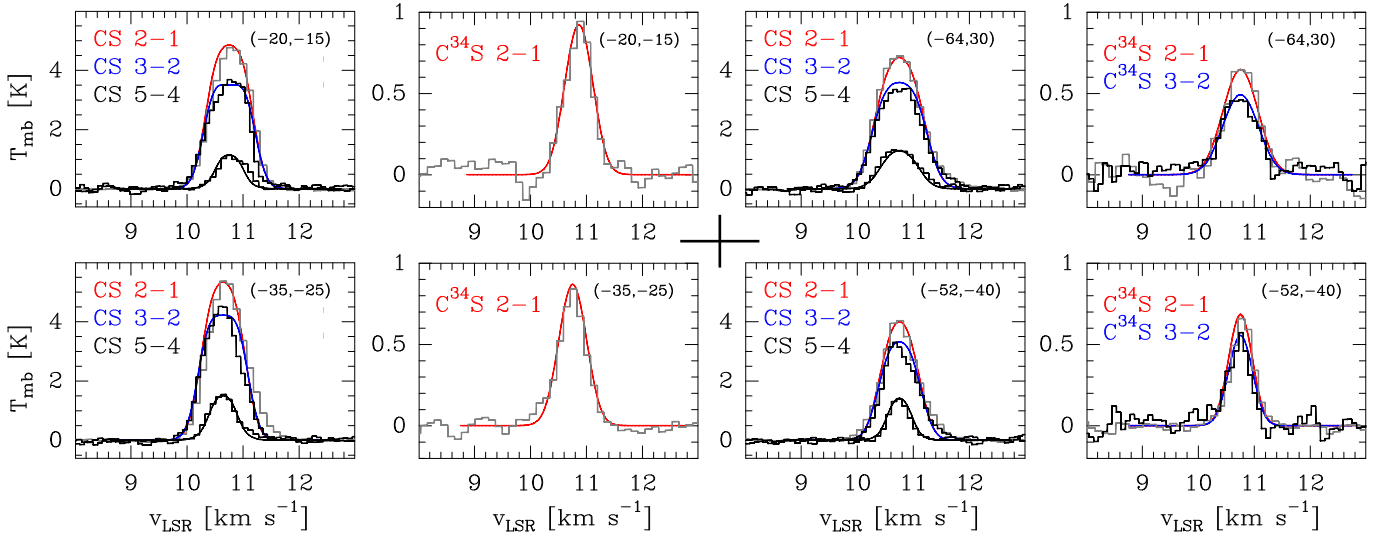 CS 2−1
CS 3−2
CS 5−4
(−20,−15)
C³⁴S 2−1
(−20,−15)
CS 2−1
CS 3−2
CS 5−4
(−64,30)
C³⁴S 2−1
C³⁴S 3−2
(−64,30)
T_mb [K]
0
2
4
0
0.5
1
0
2
4
0
0.5
1
9 10 11 12
9 10 11 12
9 10 11 12
9 10 11 12
CS 2−1
CS 3−2
CS 5−4
(−35,−25)
C³⁴S 2−1
(−35,−25)
CS 2−1
CS 3−2
CS 5−4
(−52,−40)
C³⁴S 2−1
C³⁴S 3−2
(−52,−40)
T_mb [K]
0
2
4
0
0.5
1
0
2
4
0
0.5
1
9 10 11 12
9 10 11 12
9 10 11 12
9 10 11 12
v_LSR [km s⁻¹]
v_LSR [km s⁻¹]
v_LSR [km s⁻¹]
v_LSR [km s⁻¹]